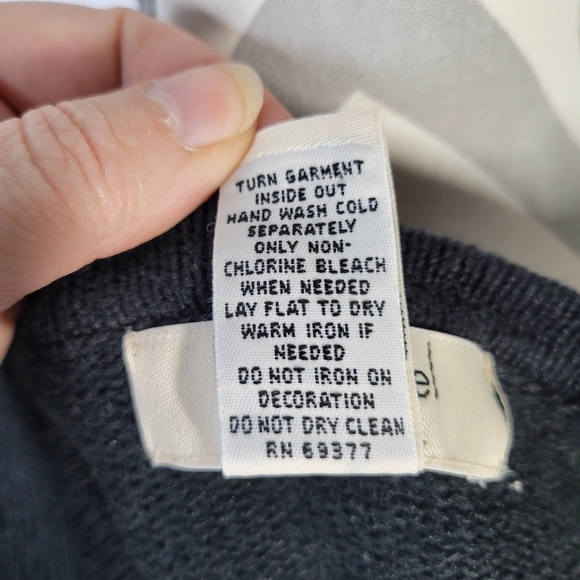 TURN GARMENT
INSIDE OUT
HAND WASH COLD
SEPARATELY
ONLY NON-
CHLORINE BLEACH
WHEN NEEDED
LAY FLAT TO DRY
WARM IRON IF
NEEDED
DO NOT IRON ON
DECORATION
DO NOT DRY CLEAN
RN 69377